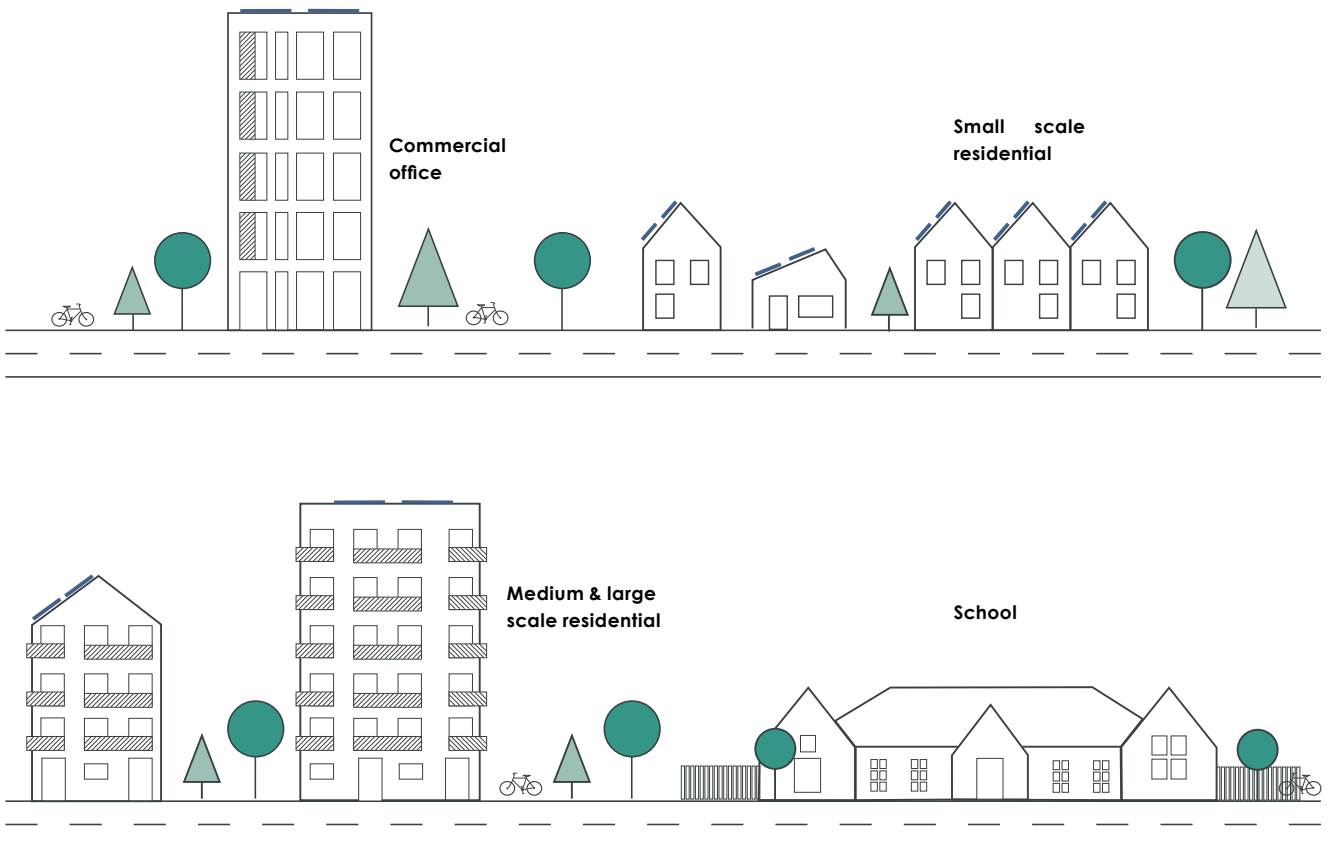 Commercial
office
Small scale
residential
Medium & large
scale residential
School